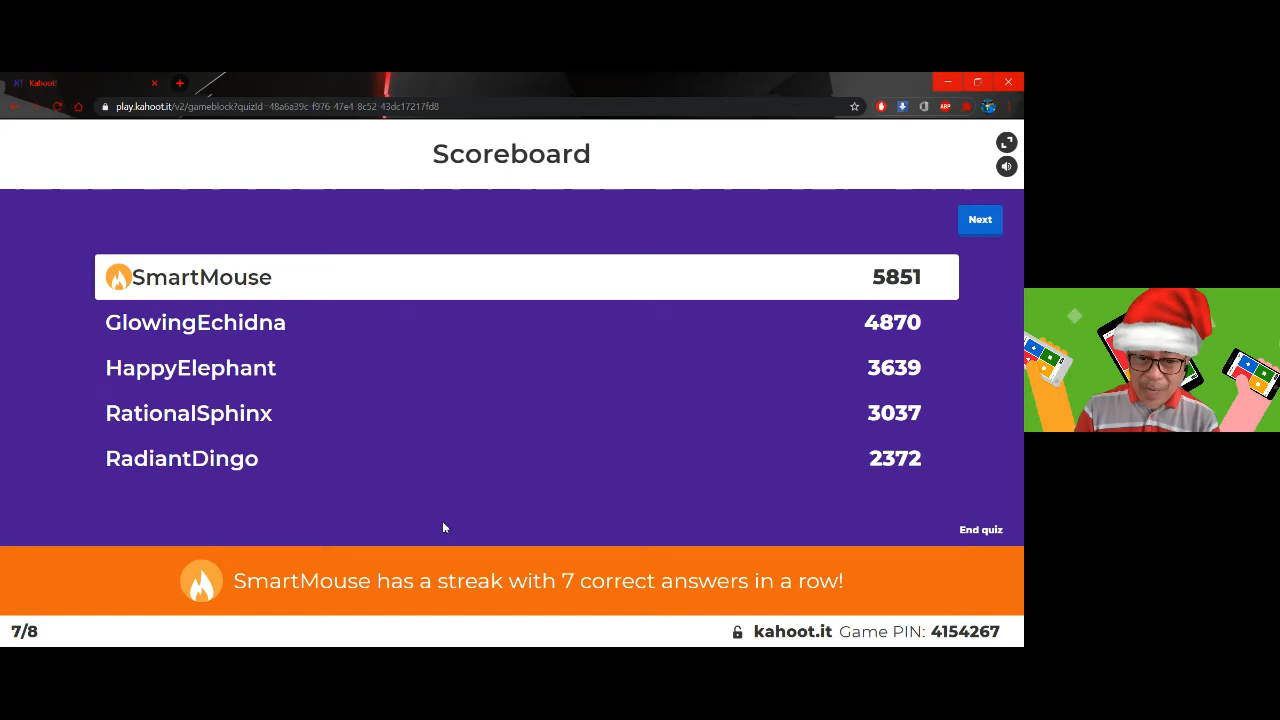 Kahoot!
play.kahoot.it/v2/gameblock?quizId=48a6a39c-f976-47e4-8c52-43dc17217fd8
ABP
Scoreboard
Next
SmartMouse 5851
GlowingEchidna 4870
HappyElephant 3639
RationalSphinx 3037
RadiantDingo 2372
End quiz
SmartMouse has a streak with 7 correct answers in a row!
7/8 kahoot.it Game PIN: 4154267